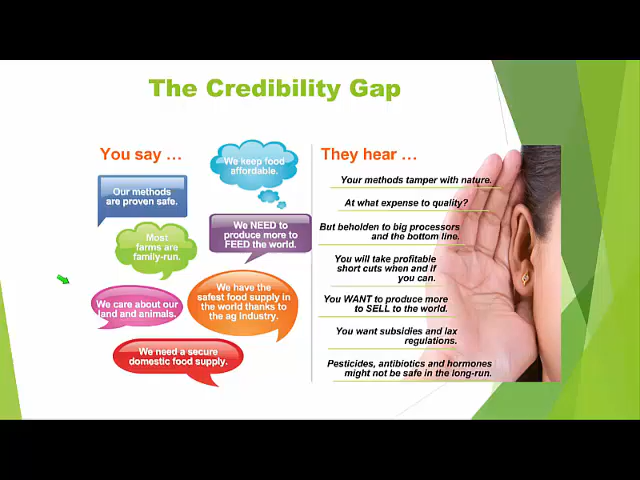 The Credibility Gap
You say ...
We keep food
affordable.
Our methods
are proven safe.
We NEED to
produce more to
FEED the world.
Most
farms are
family-run.
We have the
safest food supply in
the world thanks to
the ag industry.
We care about our
land and animals.
We need a secure
domestic food supply.
They hear ...
Your methods tamper with nature.
At what expense to quality?
But beholden to big processors
and the bottom line.
You will take profitable
short cuts when and if
you can.
You WANT to produce more
to SELL to the world.
You want subsidies and lax
regulations.
Pesticides, antibiotics and hormones
might not be safe in the long-run.